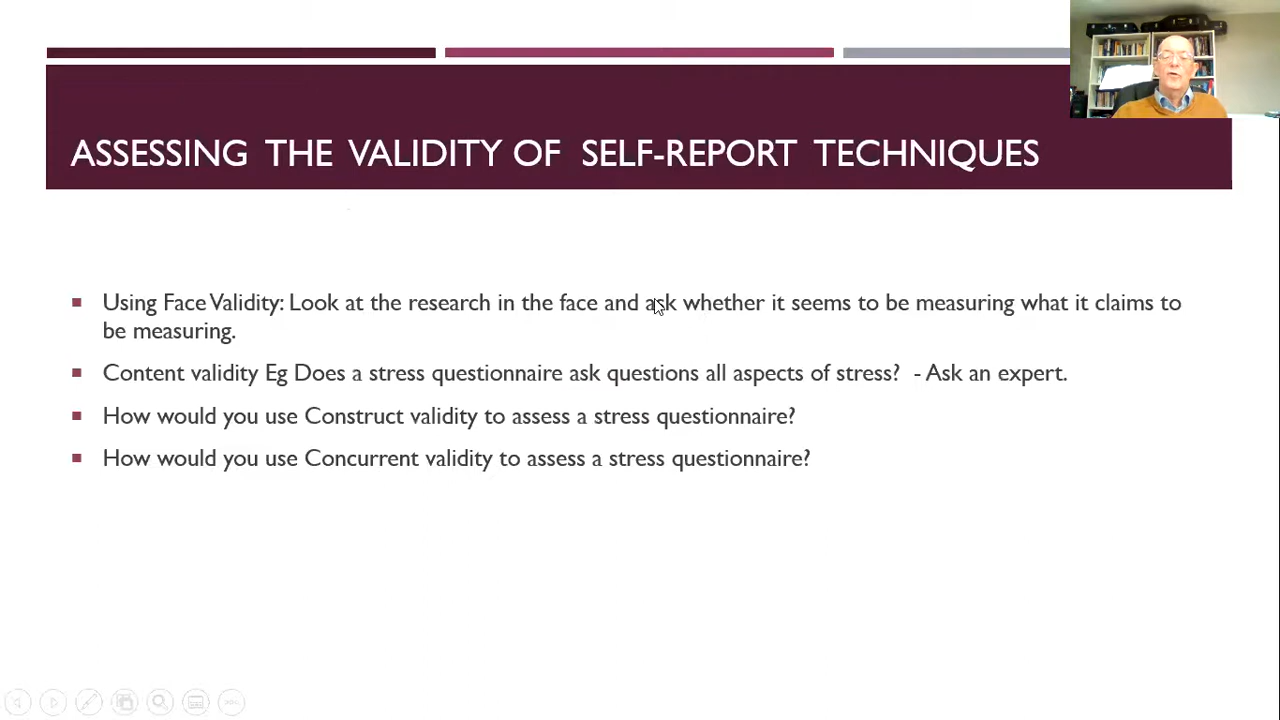 ASSESSING THE VALIDITY OF SELF-REPORT TECHNIQUES
Using Face Validity: Look at the research in the face and ask whether it seems to be measuring what it claims to
be measuring.
Content validity Eg Does a stress questionnaire ask questions all aspects of stress? - Ask an expert.
How would you use Construct validity to assess a stress questionnaire?
How would you use Concurrent validity to assess a stress questionnaire?